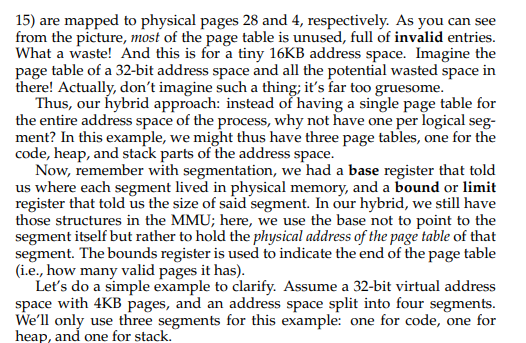 15) are mapped to physical pages 28 and 4, respectively. As you can see
from the picture, most of the page table is unused, full of invalid entries.
What a waste! And this is for a tiny 16KB address space. Imagine the
page table of a 32-bit address space and all the potential wasted space in
there! Actually, don't imagine such a thing; it's far too gruesome.
Thus, our hybrid approach: instead of having a single page table for
the entire address space of the process, why not have one per logical seg-
ment? In this example, we might thus have three page tables, one for the
code, heap, and stack parts of the address space.
Now, remember with segmentation, we had a base register that told
us where each segment lived in physical memory, and a bound or limit
register that told us the size of said segment. In our hybrid, we still have
those structures in the MMU; here, we use the base not to point to the
segment itself but rather to hold the physical address of the page table of that
segment. The bounds register is used to indicate the end of the page table
(i.e., how many valid pages it has).
Let's do a simple example to clarify. Assume a 32-bit virtual address
space with 4KB pages, and an address space split into four segments.
We'll only use three segments for this example: one for code, one for
heap, and one for stack.